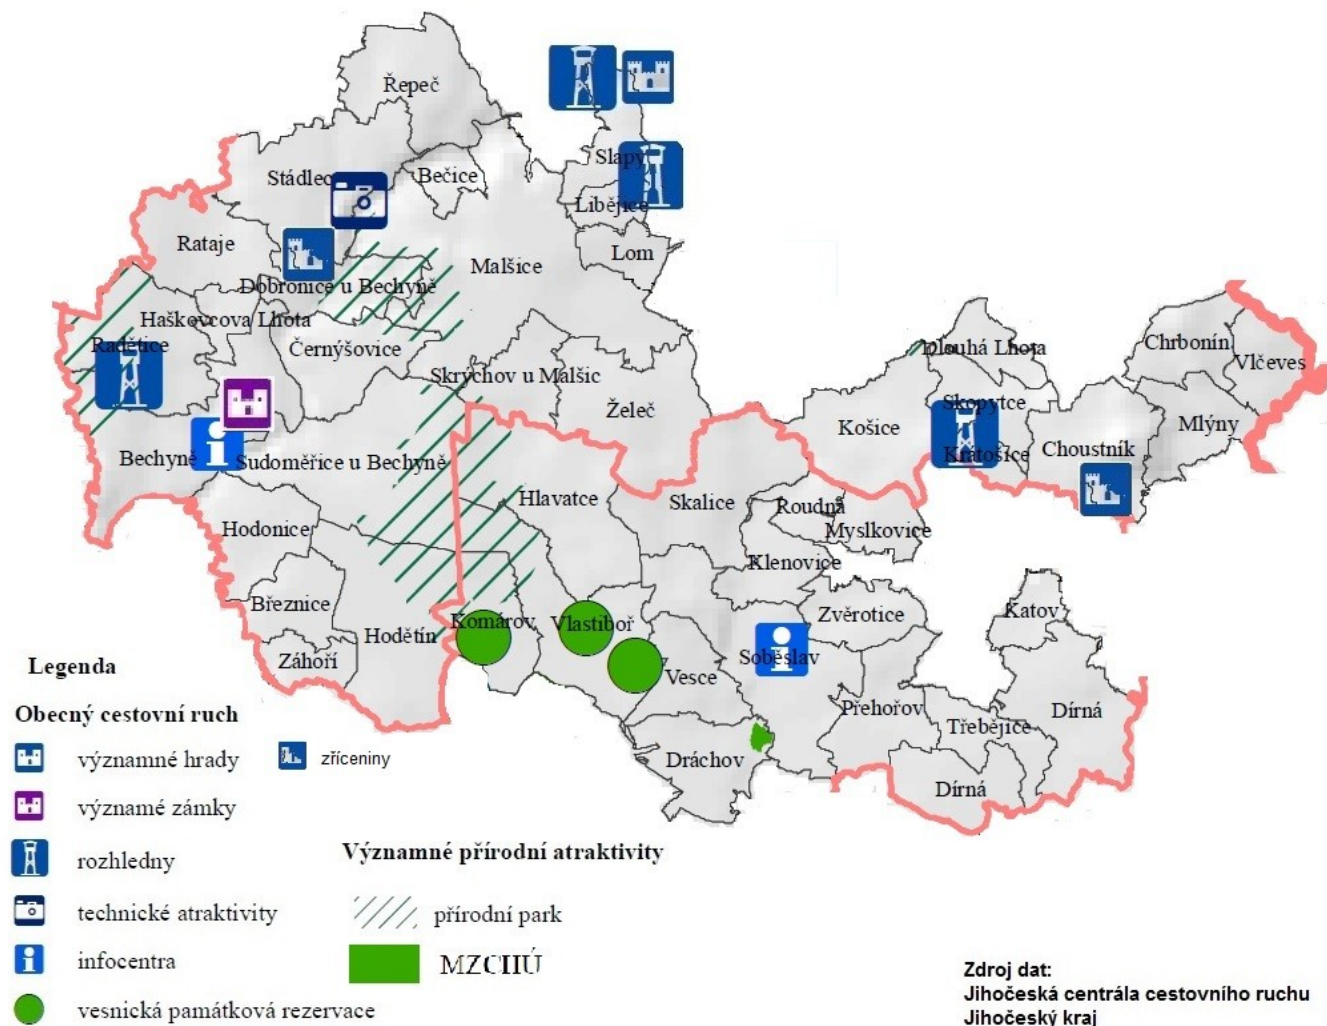 Řepeč
Slapy
Stádlec
Bečice
Libějice
Rataje
Lom
Malšice
Dobronice u Bechyně
Haškovcova Lhota
Radětice
Černýšovice
Dlouhá Lhota
Chrbonín
Vlčeves
Skrýchov u Malšic
Želeč
Skopytce
Košice
Mlýny
Choustník
Kratošice
Bechyně
Sudoměřice u Bechyně
Hlavatce
Skalice
Roudná
Hodonice
Myslkovice
Klenovice
Březnice
Zvěrotice
Katov
Komárov
Vlastiboř
Hodětín
Záhoří
Soběslav
Vesce
Přehořov
Dírná
Třebějice
Dráchov
Dírná
Legenda
Obecný cestovní ruch
významné hrady
zříceniny
význame zámky
rozhledny
technické atraktivity
infocentra
vesnická památková rezervace
Významné přírodní atraktivity
přírodní park
MZCHÚ
Zdroj dat:
Jihočeská centrála cestovního ruchu
Jihočeský kraj